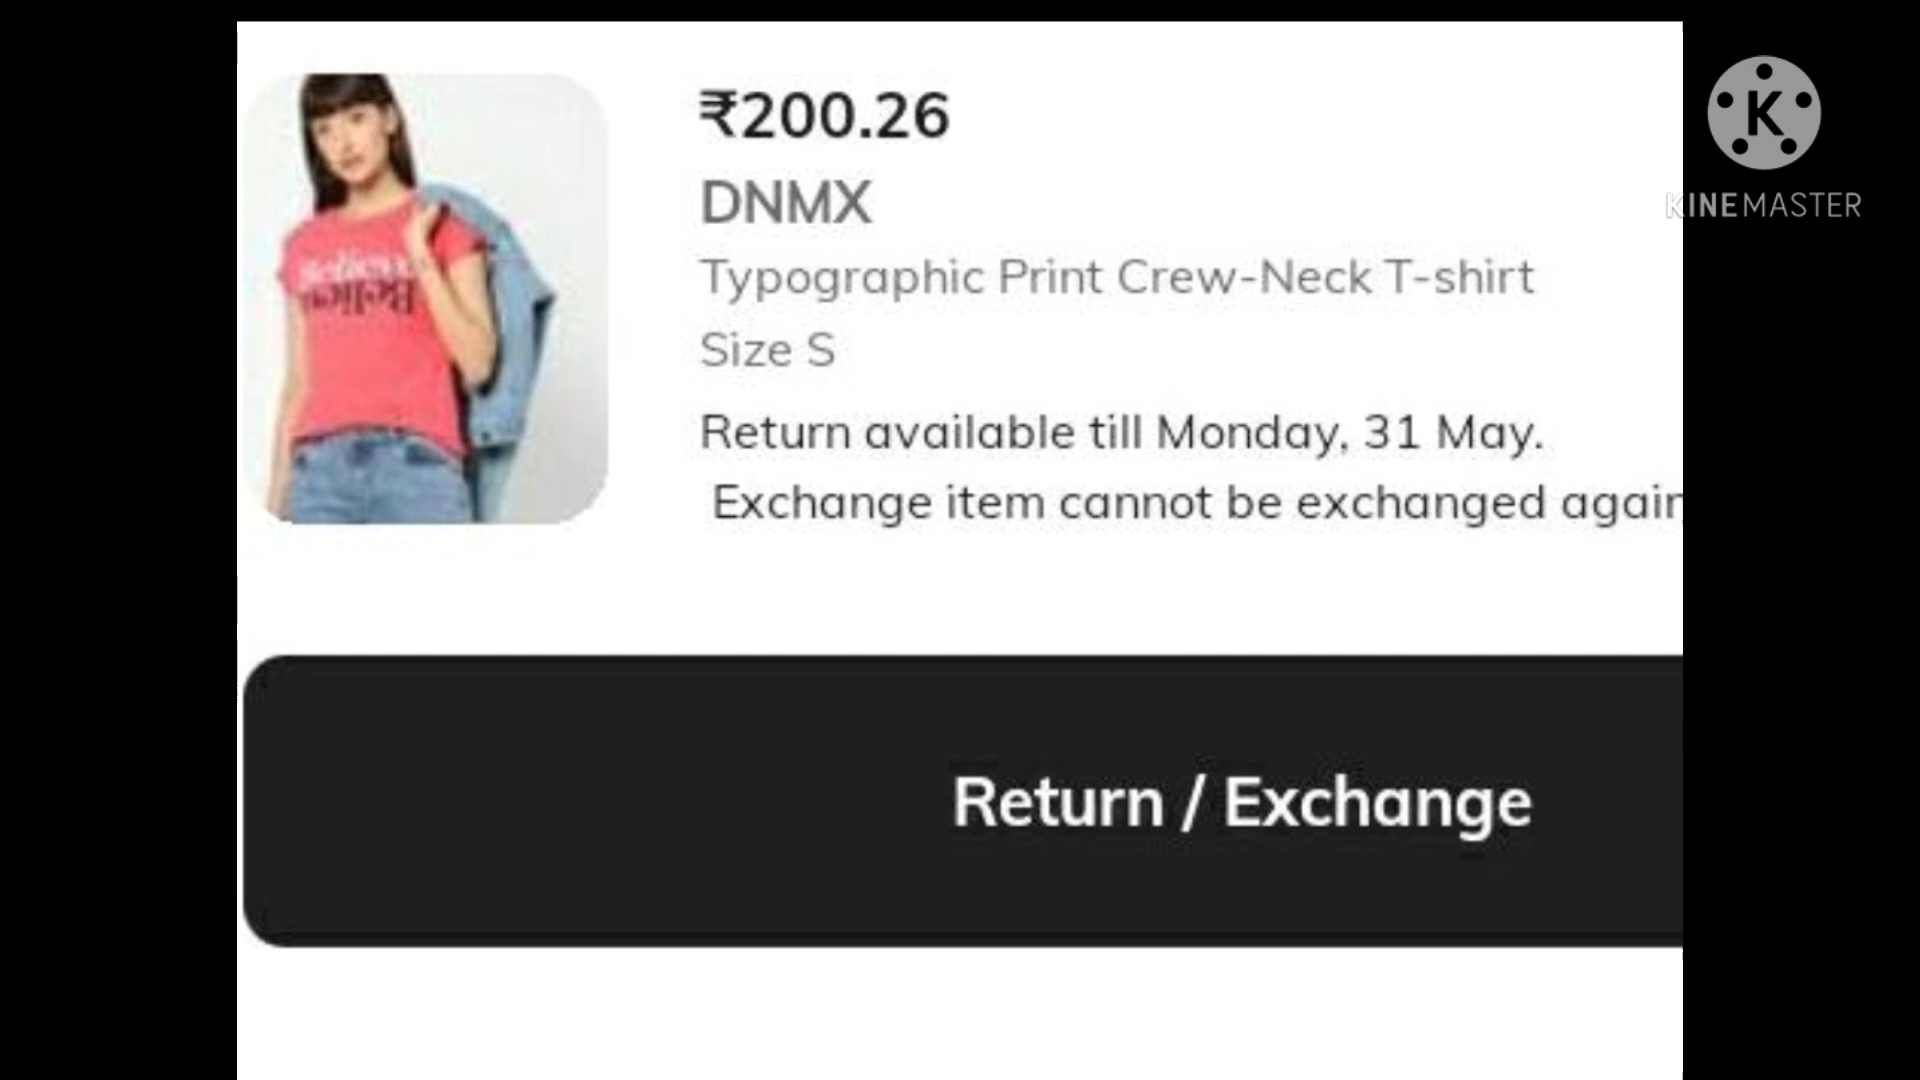 ₹200.26
DNMX
Typographic Print Crew-Neck T-shirt
Size S
Return available till Monday, 31 May.
Exchange item cannot be exchanged again
Return / Exchange
K
KINEMASTER